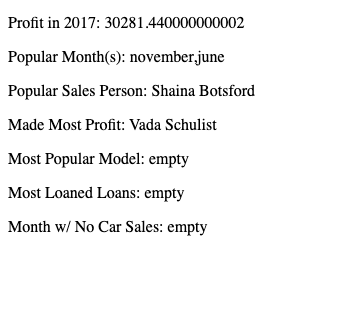 Profit in 2017: 30281.440000000002
Popular Month(s): november,june
Popular Sales Person: Shaina Botsford
Made Most Profit: Vada Schulist
Most Popular Model: empty
Most Loaned Loans: empty
Month w/ No Car Sales: empty